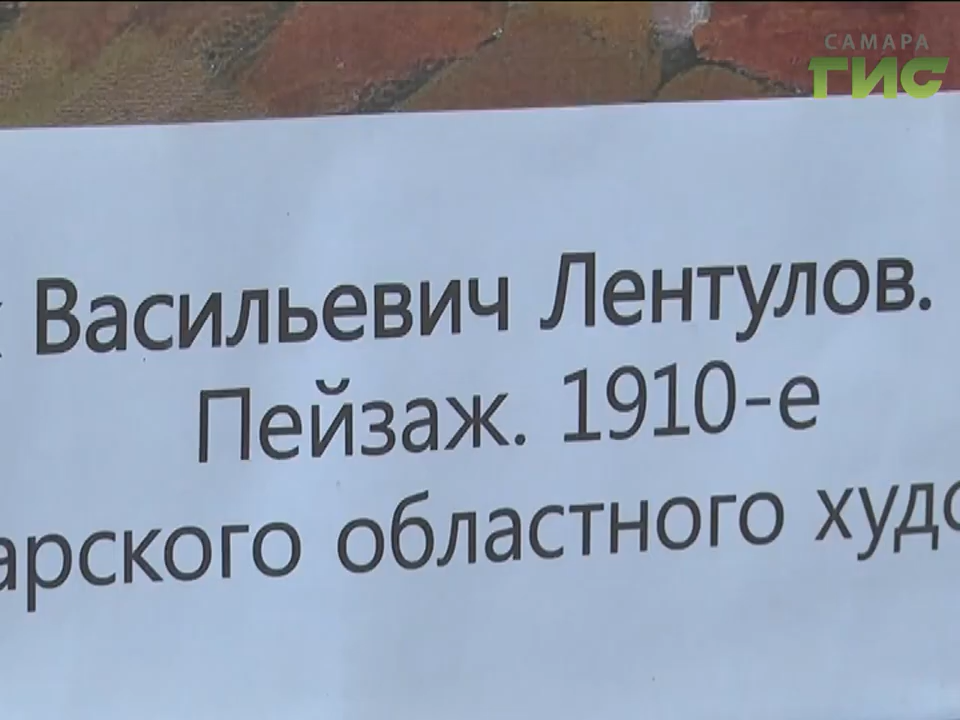 САМАРА
ГИС
Васильевич Лентулов.
Пейзаж. 1910-е
арского областного худо